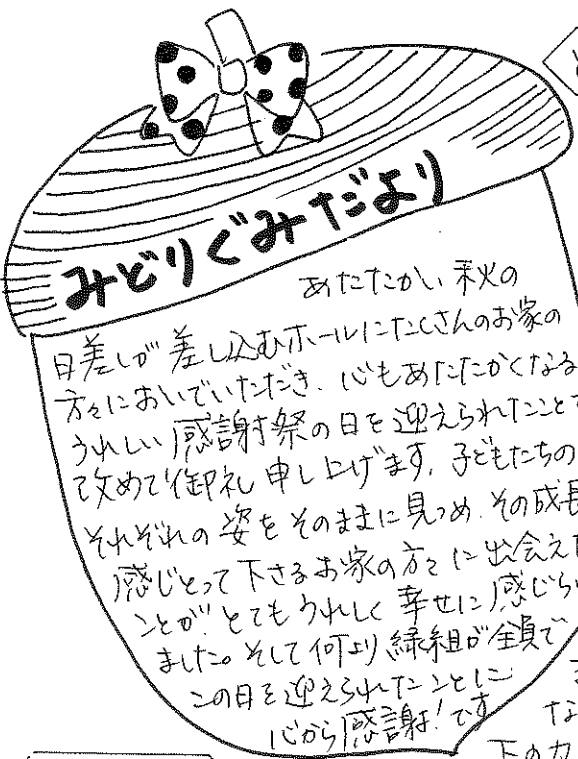 みどりぐみだより
あたたかい 秋の
日差しが 差し込むホールにたくさんのお家の
方々においでいただき、心もあたたかくなる
うれしい感謝祭の日を迎えられたことを
改めて御礼 申し上げます。子どもたちの
それぞれの 姿を そのままに見つめ、その成長
感じとって下さるお家の方々に 出会えた
ことが、とてもうれしく 幸せに感じら
ました。そして何より 緑組が全員で
この日を迎えられたことに
心から感謝!です
な
下の